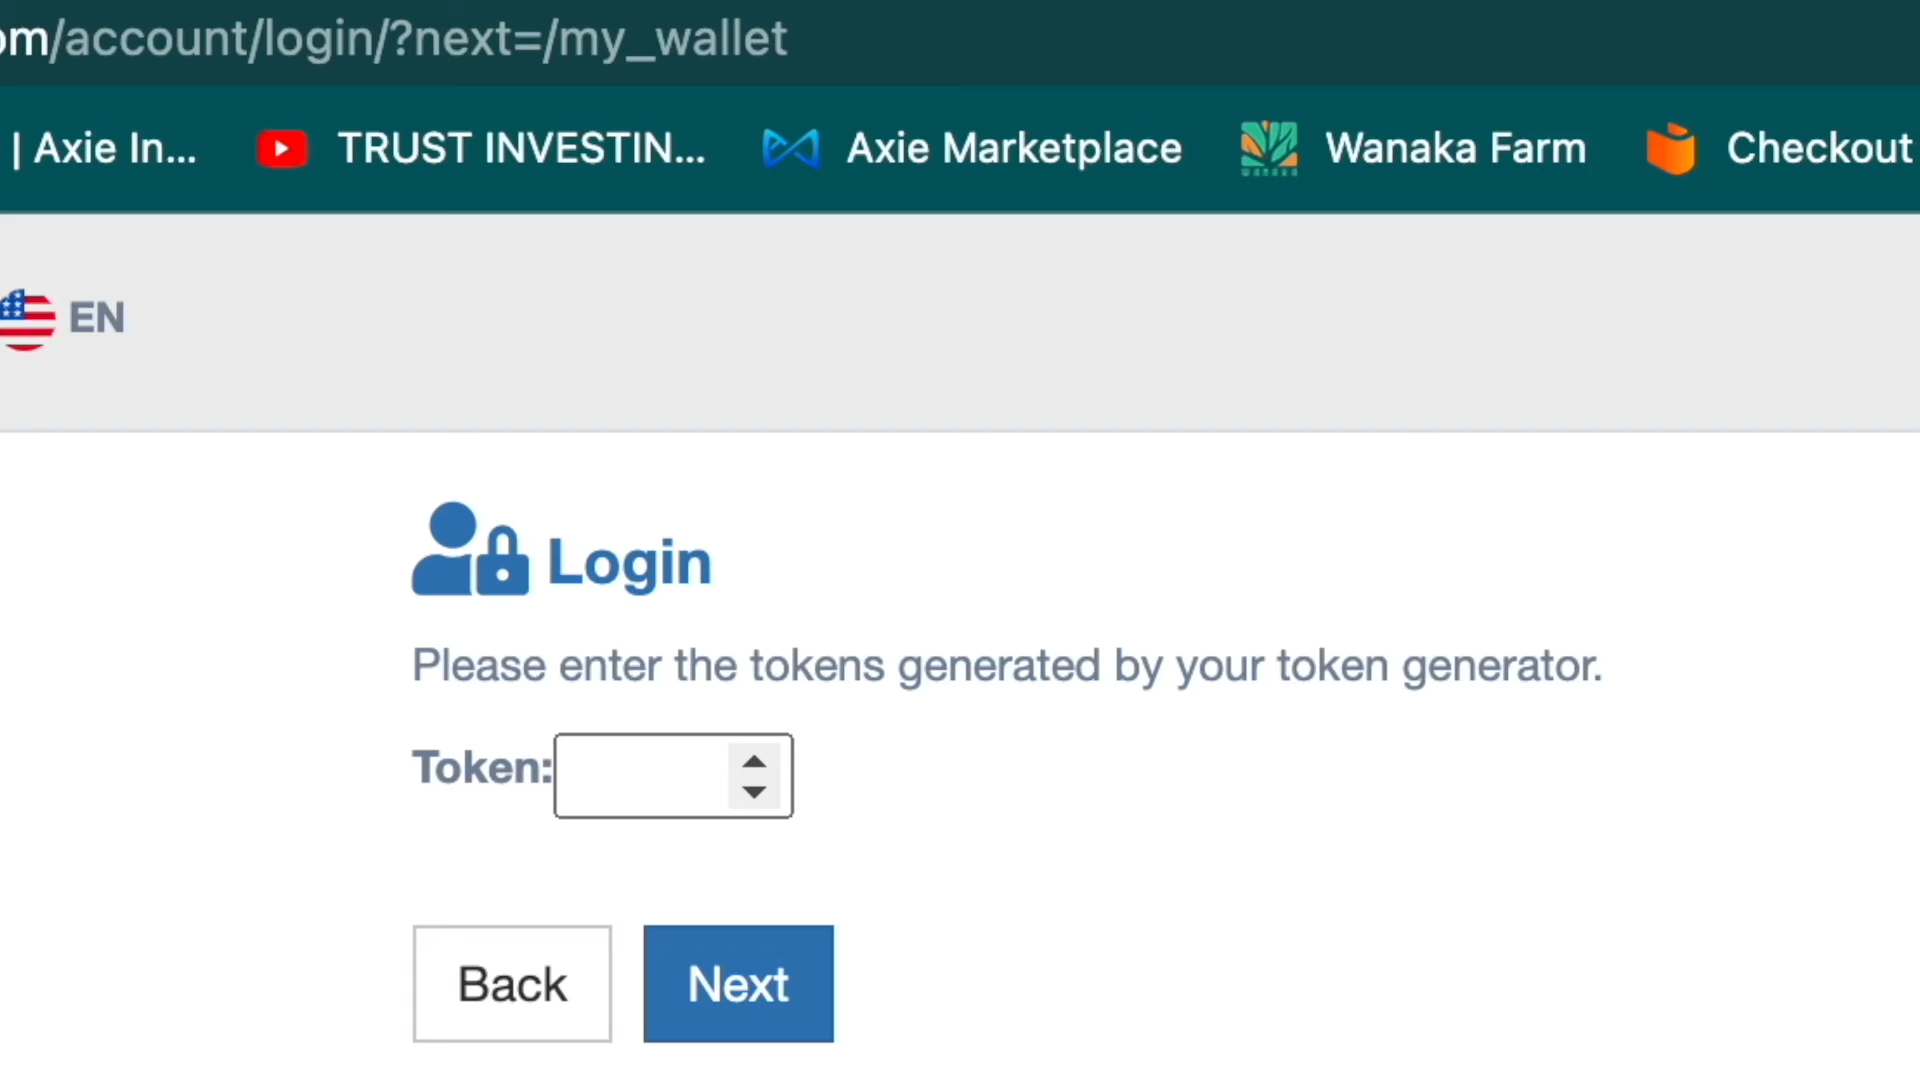 om/account/login/?next=/my_wallet
| Axie In... TRUST INVESTIN... Axie Marketplace Wanaka Farm Checkout
EN
Login
Please enter the tokens generated by your token generator.
Token:
Back Next